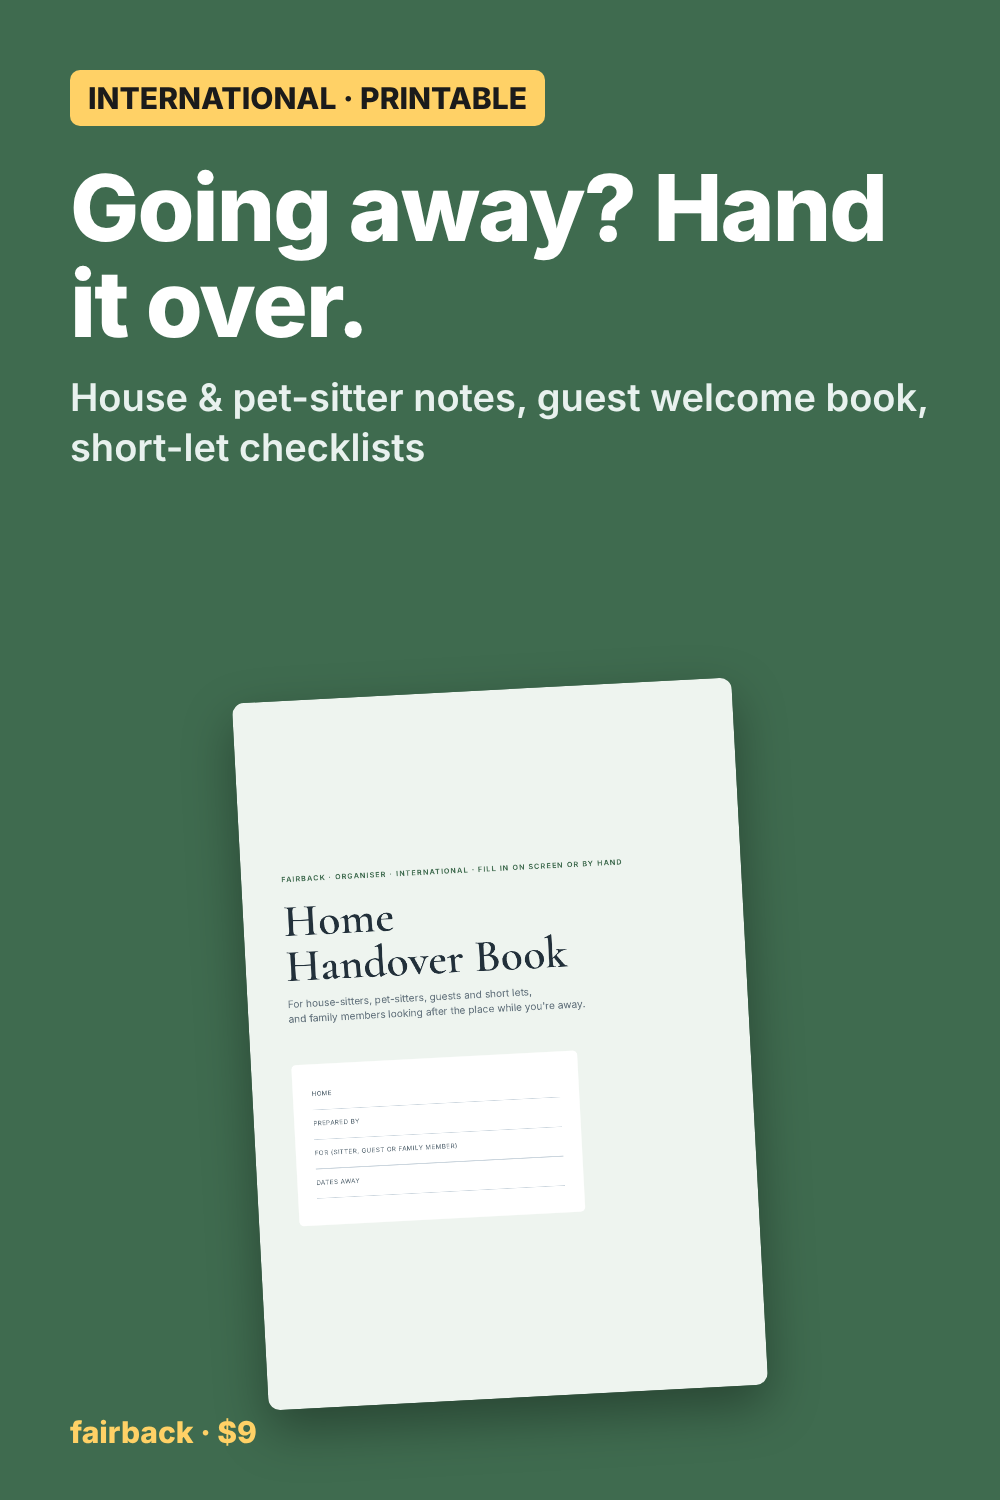 INTERNATIONAL · PRINTABLE
Going away? Hand
it over.
House & pet-sitter notes, guest welcome book,
short-let checklists
FAIRBACK · ORGANISER · INTERNATIONAL · FILL IN ON SCREEN OR BY HAND
Home
Handover Book
For house-sitters, pet-sitters, guests and short lets,
and family members looking after the place while you're away.
HOME
PREPARED BY
FOR (SITTER, GUEST OR FAMILY MEMBER)
DATES AWAY
fairback · $9